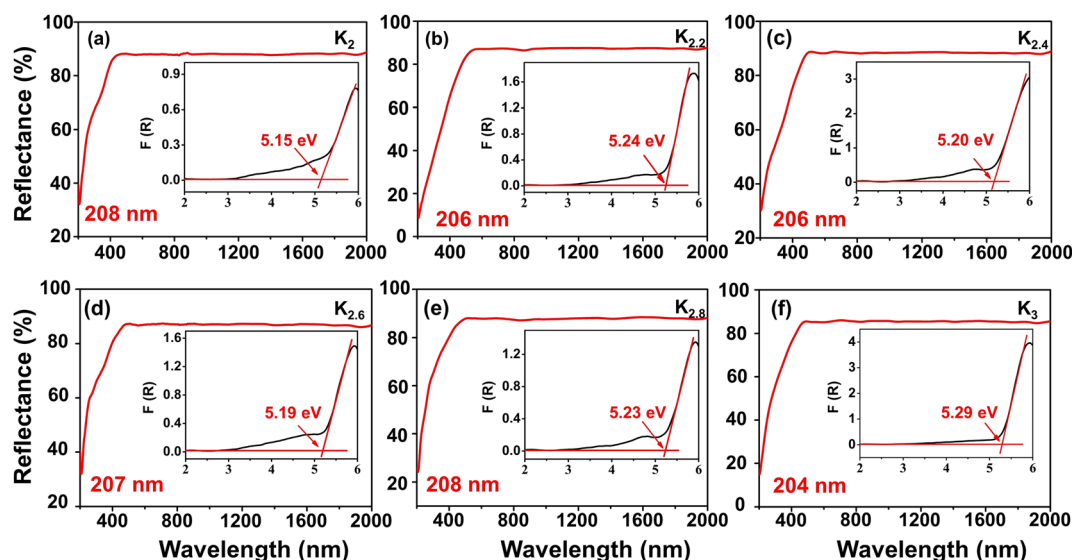 Reflectance (%)
100
80
60
40
20
(a)
K2
F (R)
0.9
0.6
0.3
0.0
5.15 eV
2 3 4 5 6
208 nm
400 800 1200 1600 2000
100
80
60
40
20
0
(b)
K2.2
F (R)
1.6
1.2
0.8
0.4
0.0
5.24 eV
2 3 4 5 6
206 nm
400 800 1200 1600 2000
100
80
60
40
20
(c)
K2.4
F (R)
3
2
1
0
5.20 eV
2 3 4 5 6
206 nm
400 800 1200 1600 2000
Reflectance (%)
100
80
60
40
20
(d)
K2.6
F (R)
1.6
1.2
0.8
0.4
0.0
5.19 eV
2 3 4 5 6
207 nm
400 800 1200 1600 2000
Wavelength (nm)
100
80
60
40
20
(e)
K2.8
F (R)
1.2
0.8
0.4
0.0
5.23 eV
2 3 4 5 6
208 nm
400 800 1200 1600 2000
Wavelength (nm)
100
80
60
40
20
0
(f)
K3
F (R)
4
3
2
1
0
5.29 eV
2 3 4 5 6
204 nm
400 800 1200 1600 2000
Wavelength (nm)